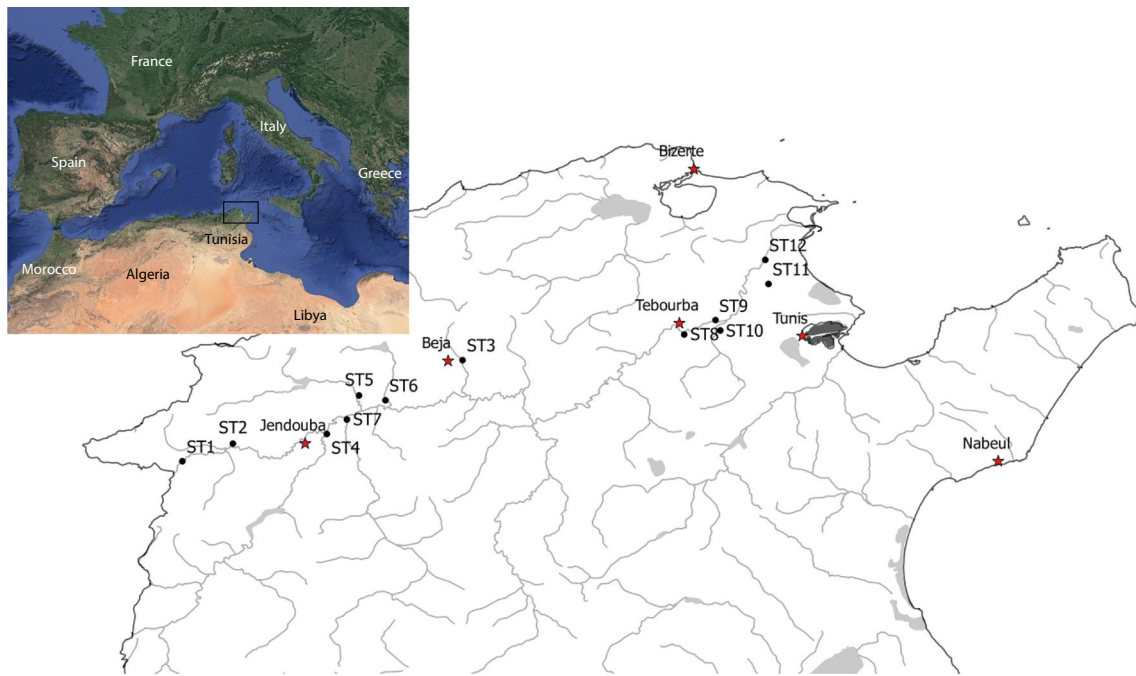 France
Italy
Spain
Greece
Tunisia
Morocco
Algeria
Libya
Bizerte
ST12
ST11
Tebourba
ST9
ST8
ST10
Tunis
Beja
ST3
ST5
ST6
ST2
Jendouba
ST7
ST1
ST4
Nabeul